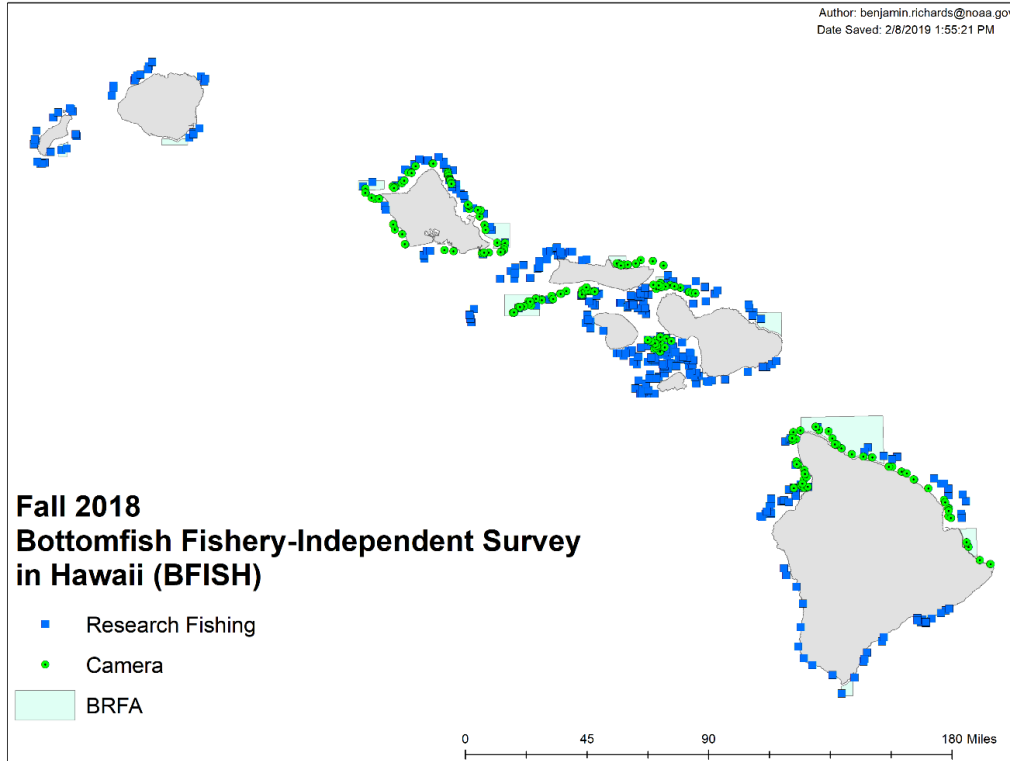 Author: benjamin.richards@noaa.gov
Date Saved: 2/8/2019 1:55:21 PM
Fall 2018
Bottomfish Fishery-Independent Survey
in Hawaii (BFISH)
Research Fishing
Camera
BRFA
0 45 90 180 Miles